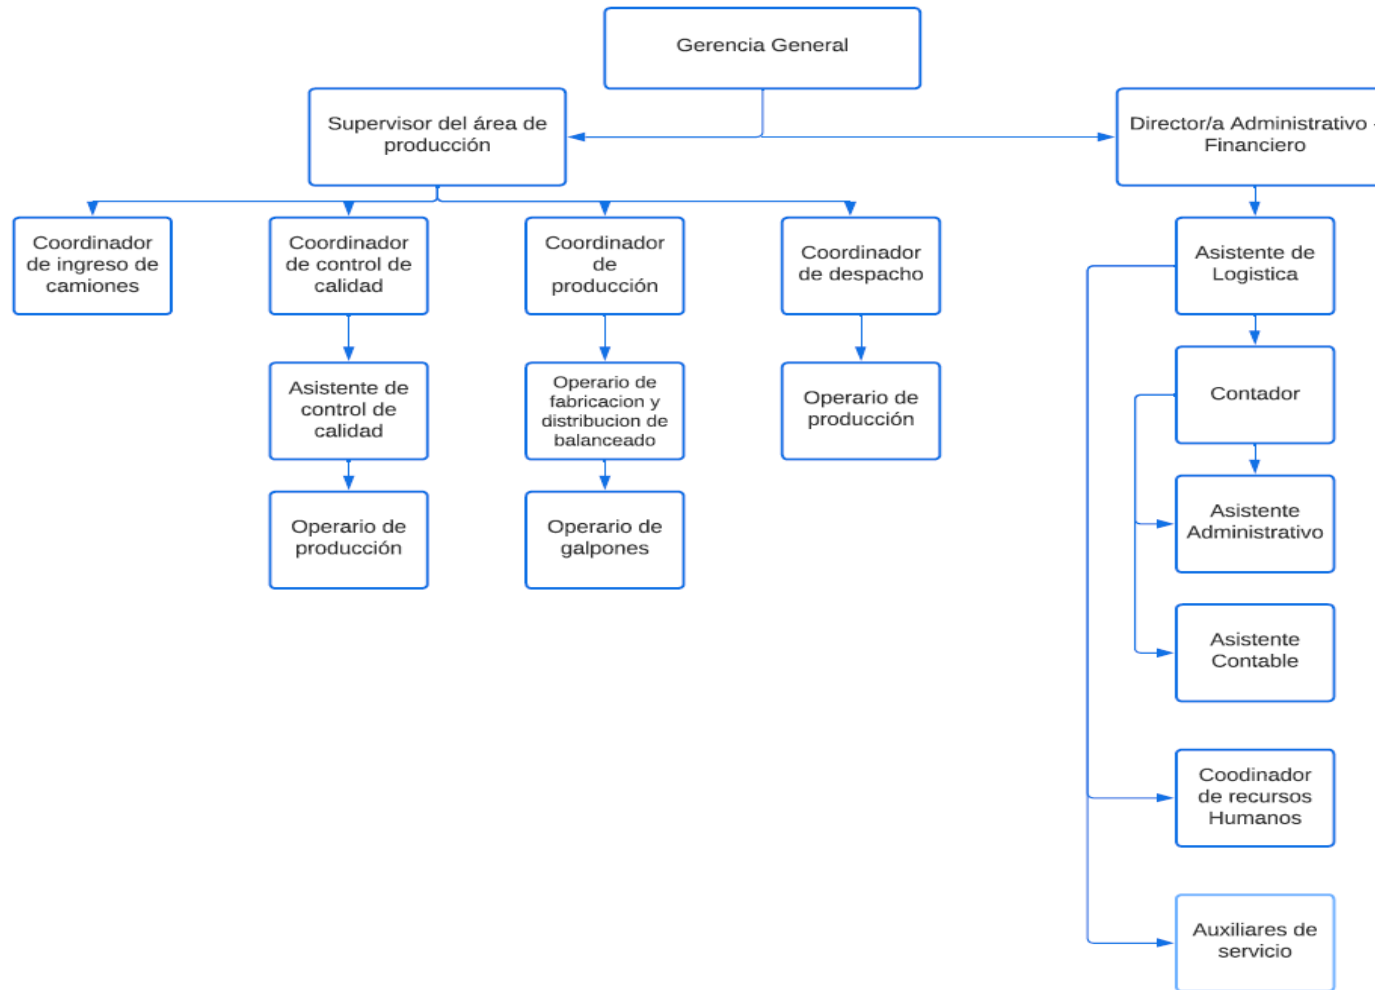 Gerencia General
Supervisor del área de
producción
Director/a Administrativo -
Financiero
Coordinador
de ingreso de
camiones
Coordinador
de control de
calidad
Coordinador
de
producción
Coordinador
de despacho
Asistente de
Logistica
Asistente de
control de
calidad
Operario de
fabricacion y
distribucion de
balanceado
Operario de
producción
Contador
Operario de
producción
Operario de
galpones
Asistente
Administrativo
Asistente
Contable
Coodinador
de recursos
Humanos
Auxiliares de
servicio